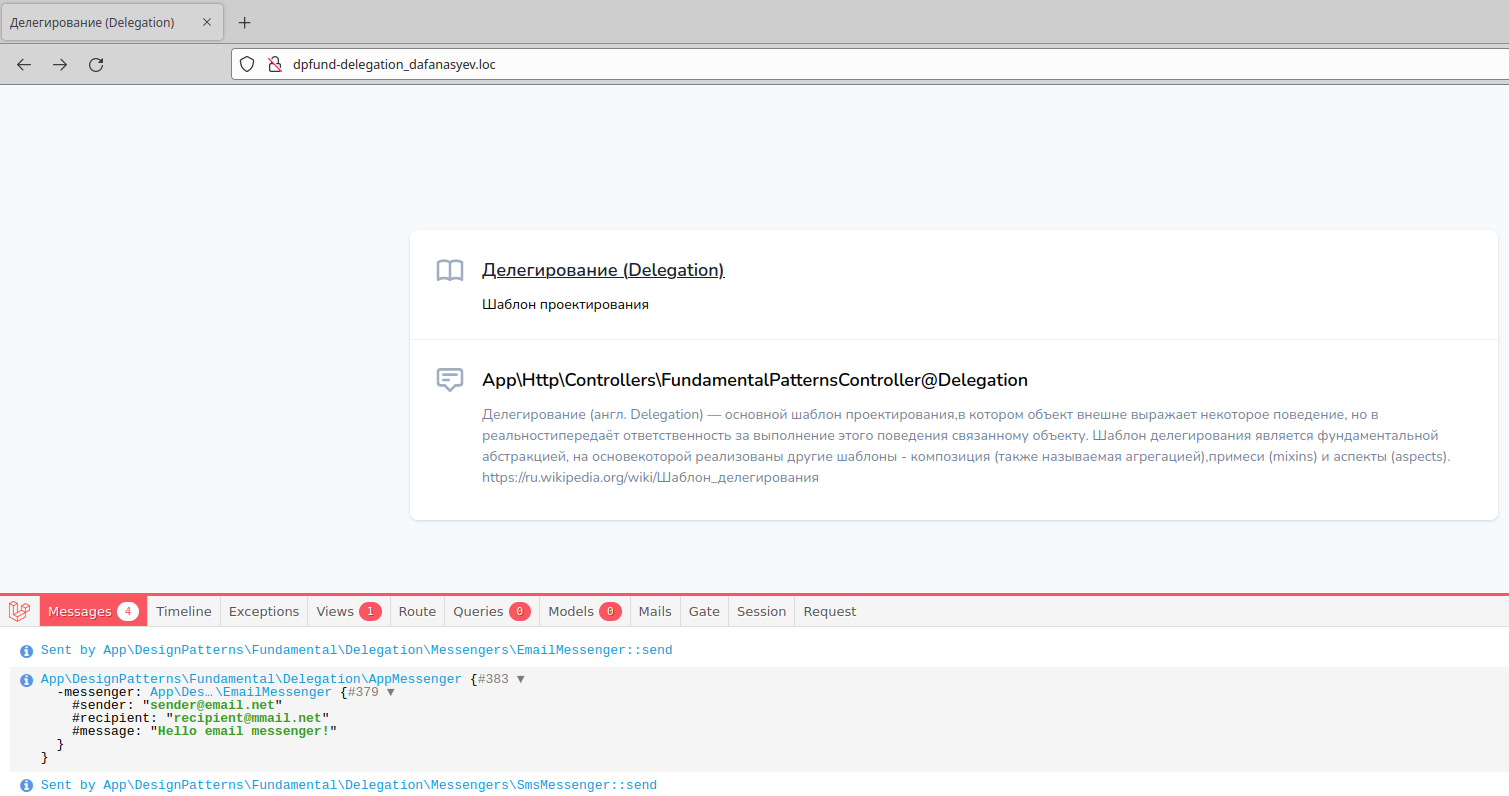 Делегирование (Delegation)
dpfund-delegation_dafanasyev.loc
Делегирование (Delegation)
Шаблон проектирования
App\Http\Controllers\FundamentalPatternsController@Delegation
Делегирование (англ. Delegation) — основной шаблон проектирования,в котором объект внешне выражает некоторое поведение, но в
реальностипередаёт ответственность за выполнение этого поведения связанному объекту. Шаблон делегирования является фундаментальной
абстракцией, на основекоторой реализованы другие шаблоны - композиция (также называемая агрегацией),примеси (mixins) и аспекты (aspects).
https://ru.wikipedia.org/wiki/Шаблон_делегирования
Messages 4 Timeline Exceptions Views 1 Route Queries 0 Models 0 Mails Gate Session Request
Sent by App\DesignPatterns\Fundamental\Delegation\Messengers\EmailMessenger::send
App\DesignPatterns\Fundamental\Delegation\AppMessenger {#383 ▼
-messenger: App\Des…\EmailMessenger {#379 ▼
#sender: "sender@email.net"
#recipient: "recipient@mmail.net"
#message: "Hello email messenger!"
}
}
Sent by App\DesignPatterns\Fundamental\Delegation\Messengers\SmsMessenger::send